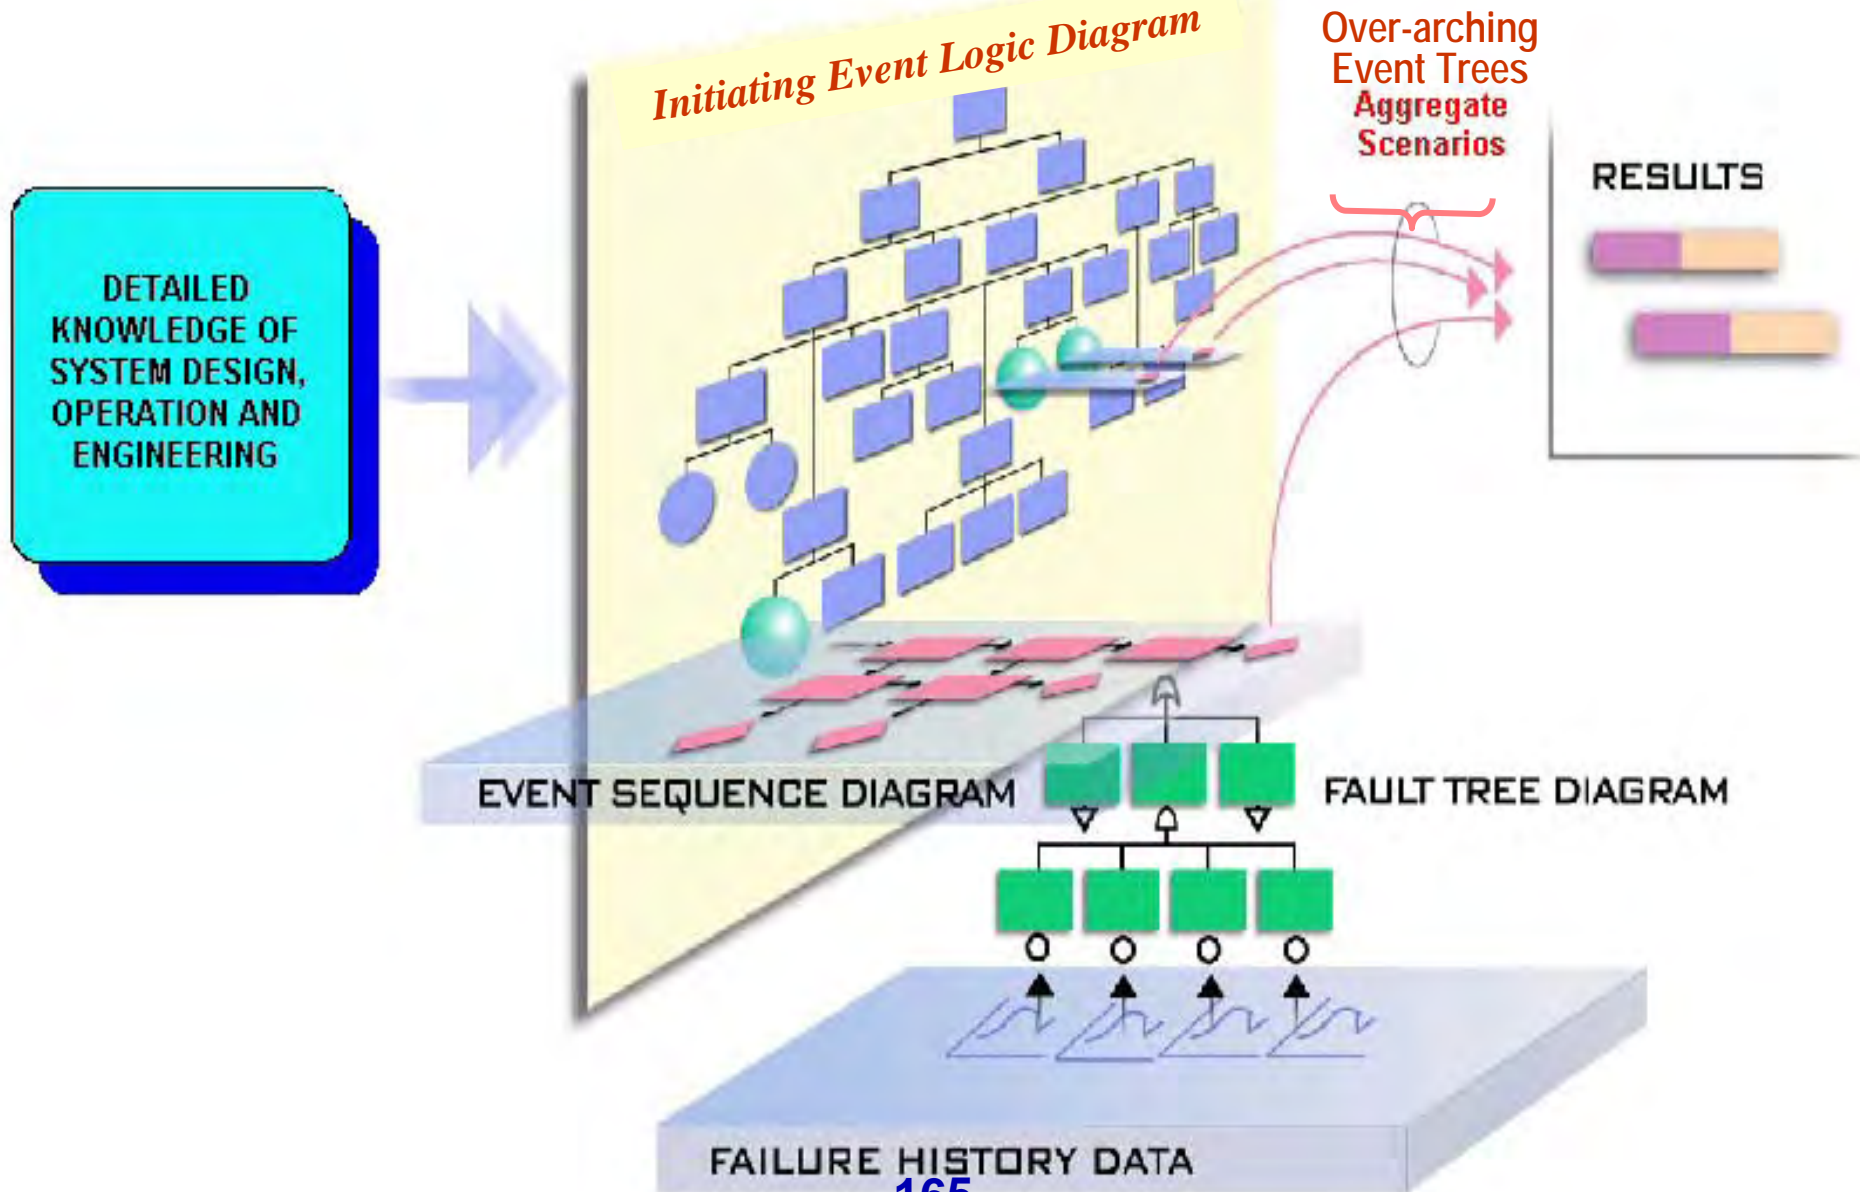 Initiating Event Logic Diagram
Over-arching
Event Trees
Aggregate
Scenarios
RESULTS
DETAILED
KNOWLEDGE OF
SYSTEM DESIGN,
OPERATION AND
ENGINEERING
EVENT SEQUENCE DIAGRAM
FAULT TREE DIAGRAM
FAILURE HISTORY DATA
165